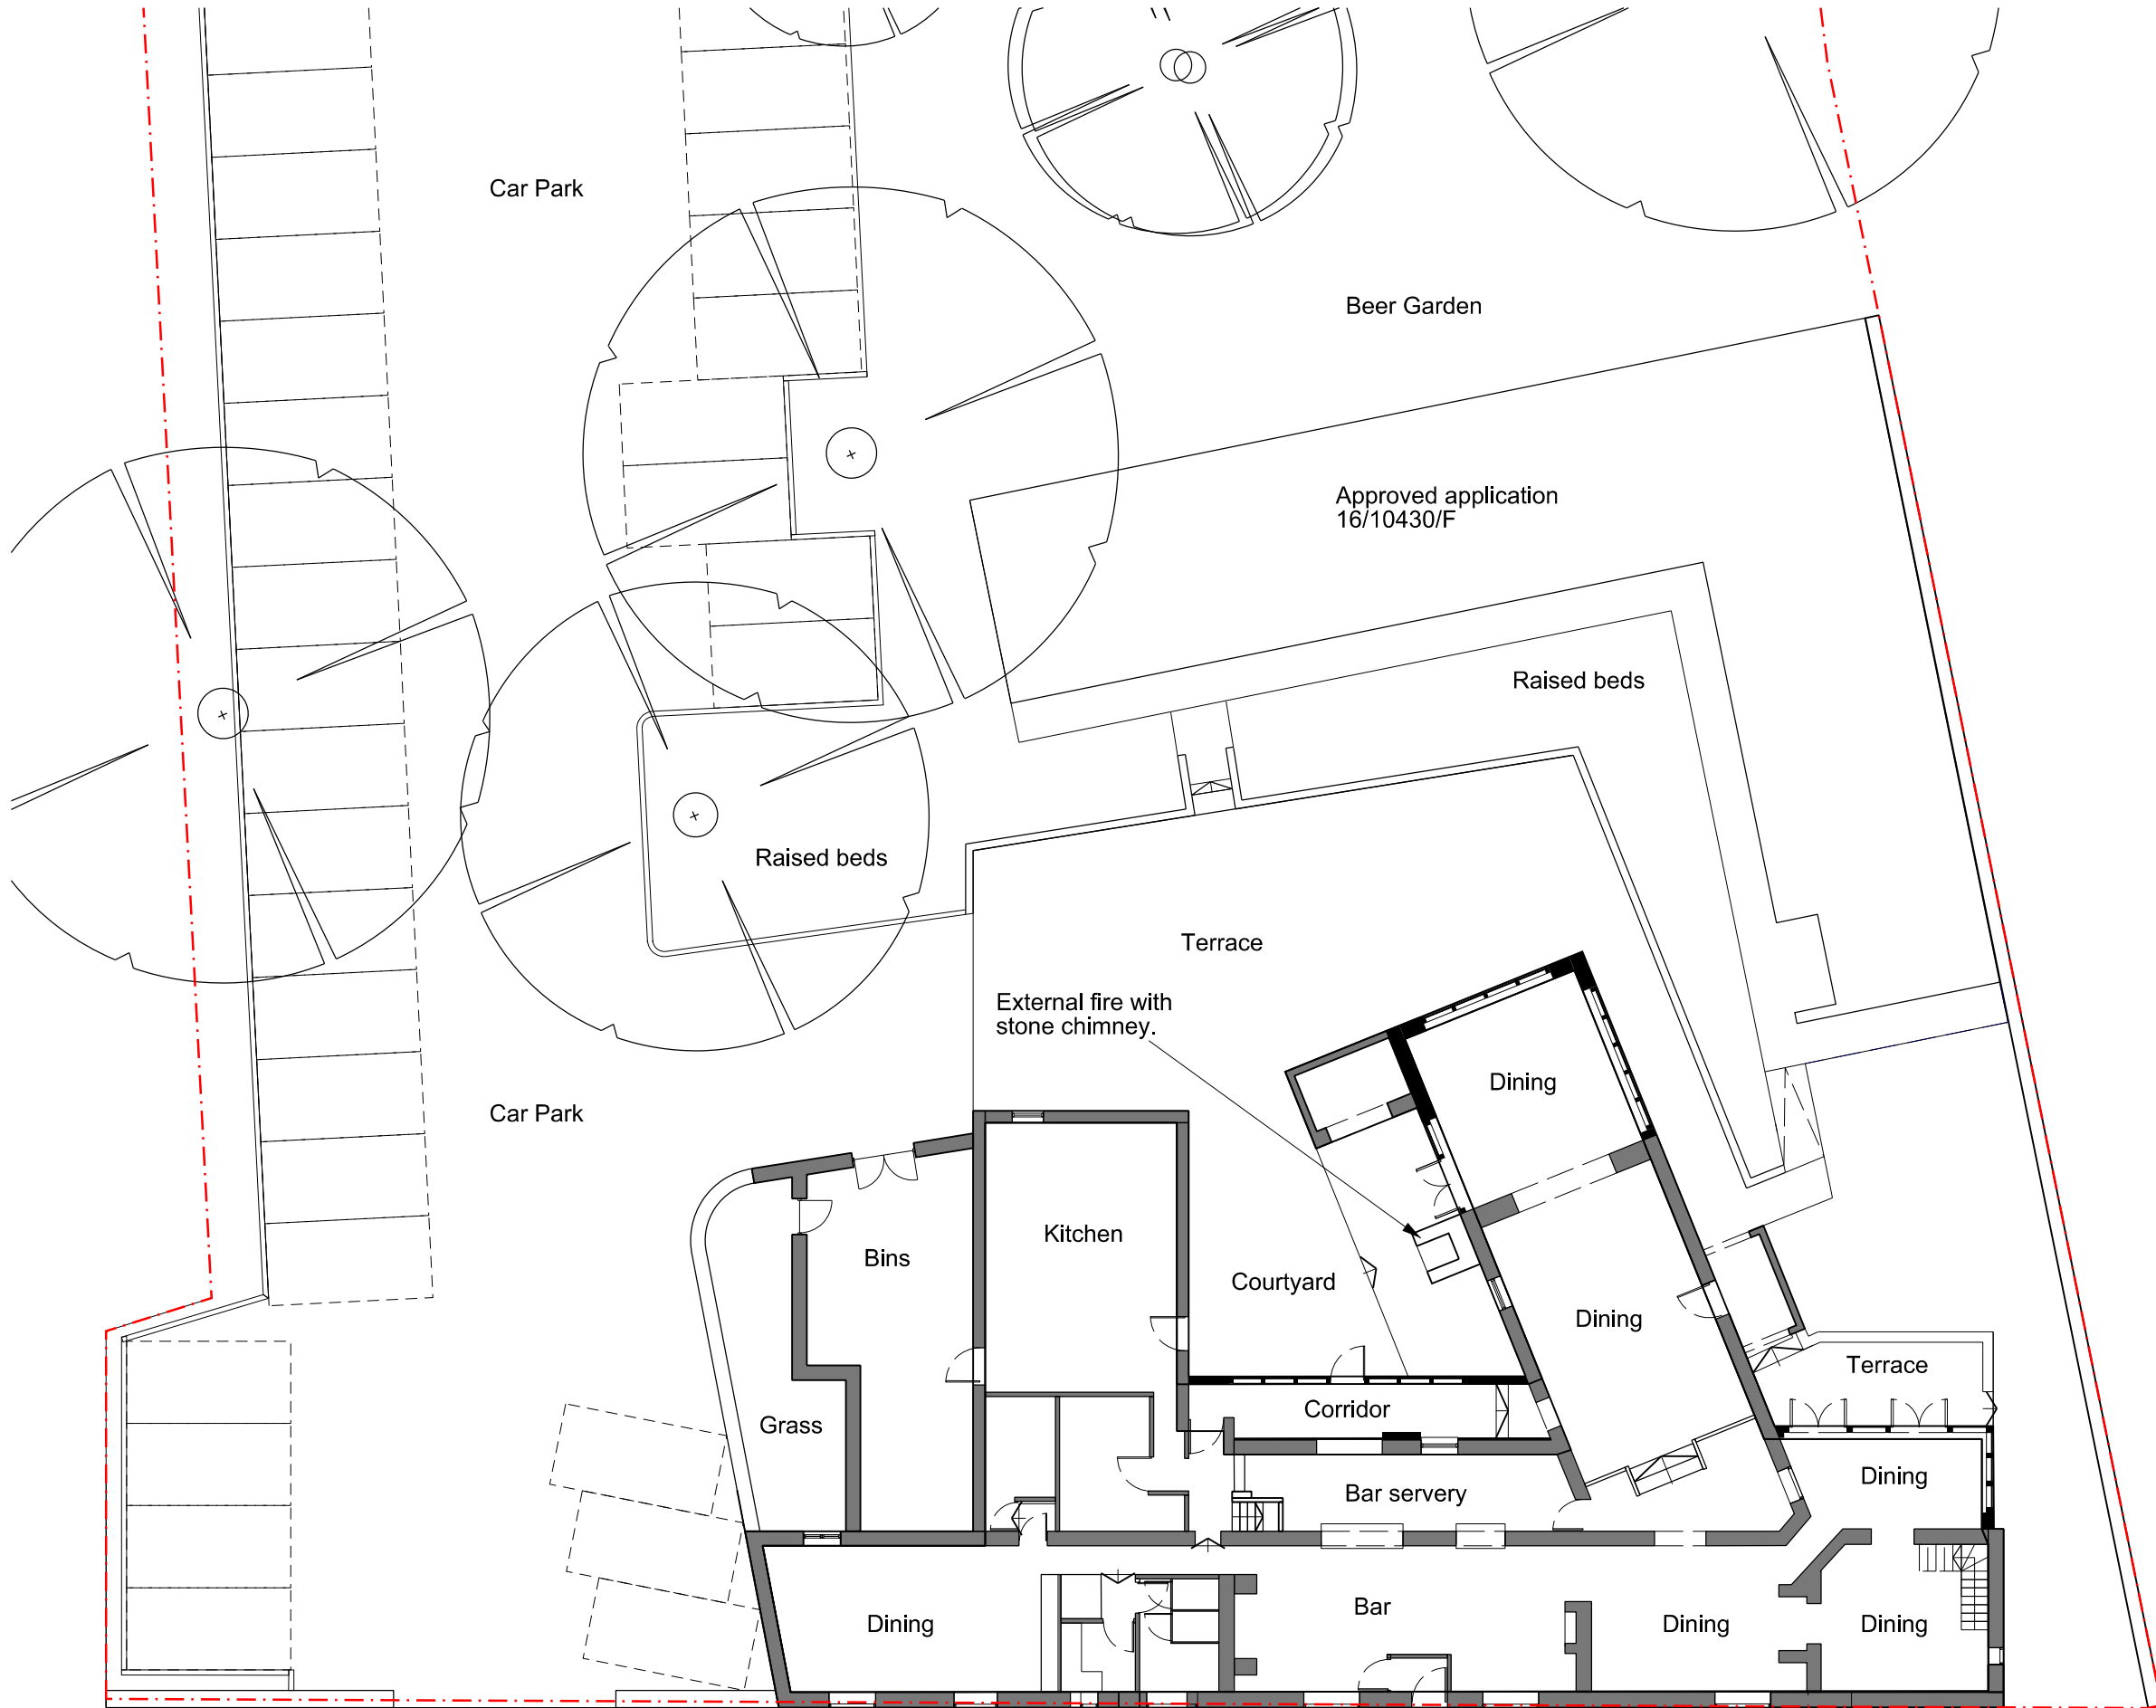 Car Park
Beer Garden
Approved application
16/10430/F
Raised beds
Raised beds
Terrace
External fire with
stone chimney.
Dining
Car Park
Kitchen
Bins
Courtyard
Dining
Terrace
Corridor
Grass
Dining
Bar servery
Bar
Dining
Dining
Dining